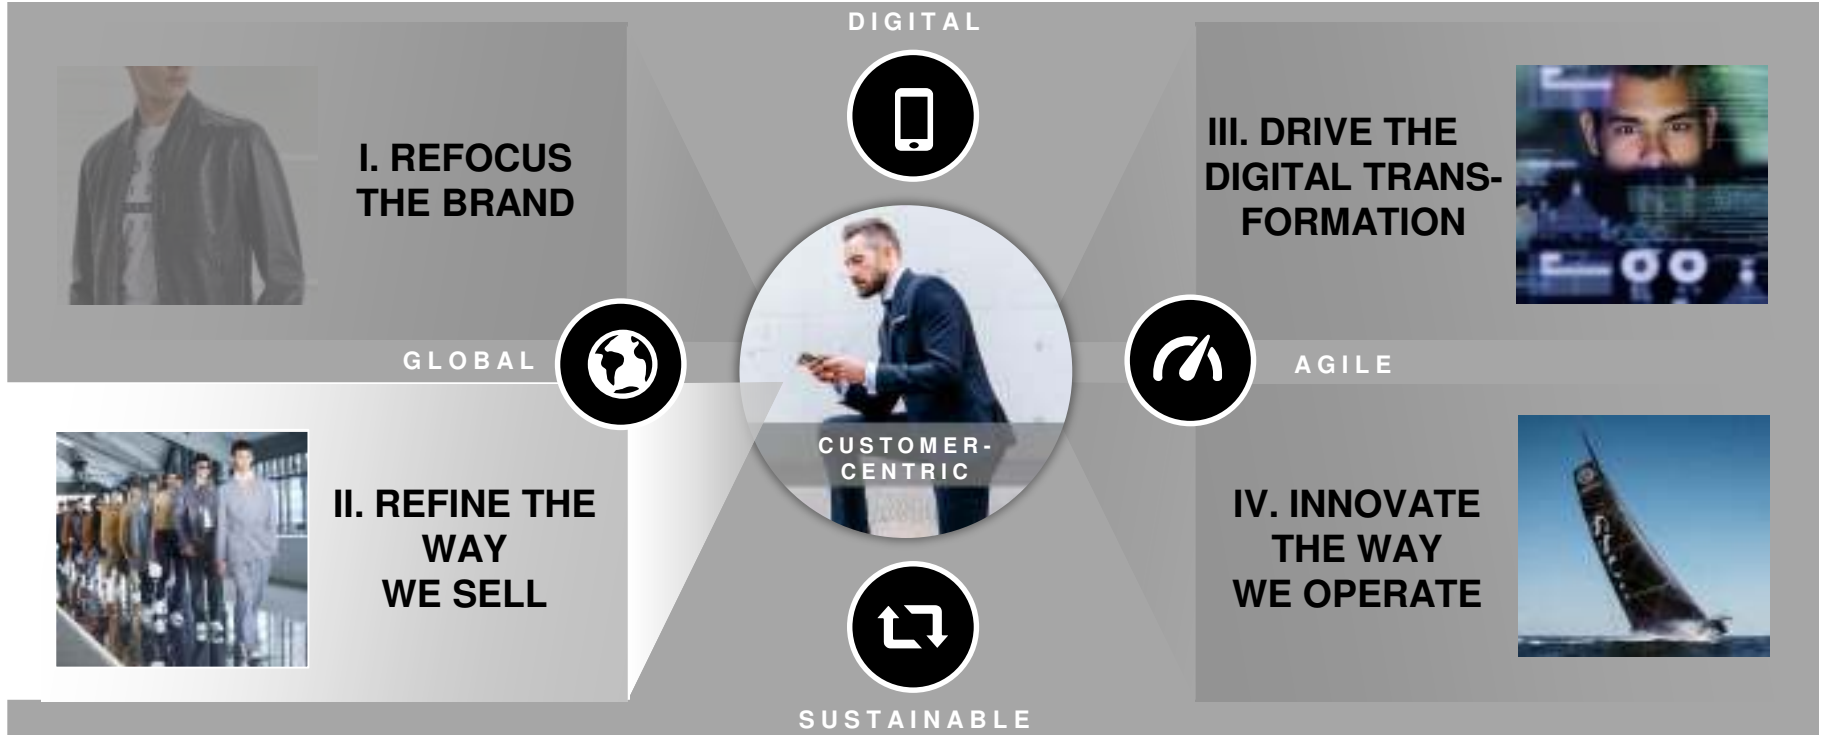 DIGITAL
I. REFOCUS
THE BRAND
III. DRIVE THE
DIGITAL TRANS-
FORMATION
GLOBAL
AGILE
CUSTOMER-
CENTRIC
II. REFINE THE
WAY
WE SELL
IV. INNOVATE
THE WAY
WE OPERATE
SUSTAINABLE